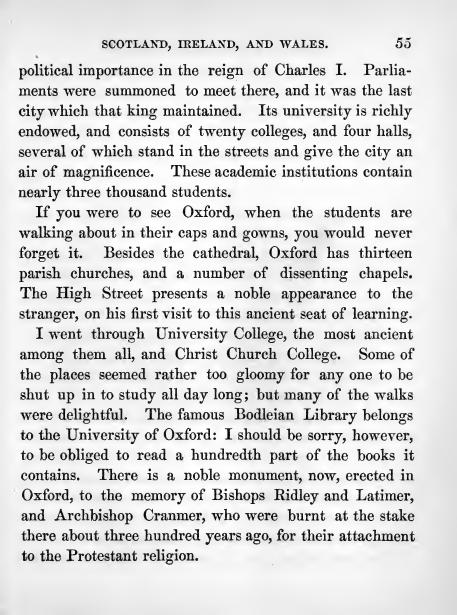 SCOTLAND, IRELAND, AND WALES. 55
political importance in the reign of Charles I. Parlia-
ments were summoned to meet there, and it was the last
city which that king maintained. Its university is richly
endowed, and consists of twenty colleges, and four halls,
several of which stand in the streets and give the city an
air of magnificence. These academic institutions contain
nearly three thousand students.
If you were to see Oxford, when the students are
walking about in their caps and gowns, you would never
forget it. Besides the cathedral, Oxford has thirteen
parish churches, and a number of dissenting chapels.
The High Street presents a noble appearance to the
stranger, on his first visit to this ancient seat of learning.
I went through University College, the most ancient
among them all, and Christ Church College. Some of
the places seemed rather too gloomy for any one to be
shut up in to study all day long; but many of the walks
were delightful. The famous Bodleian Library belongs
to the University of Oxford: I should be sorry, however,
to be obliged to read a hundredth part of the books it
contains. There is a noble monument, now, erected in
Oxford, to the memory of Bishops Ridley and Latimer,
and Archbishop Cranmer, who were burnt at the stake
there about three hundred years ago, for their attachment
to the Protestant religion.